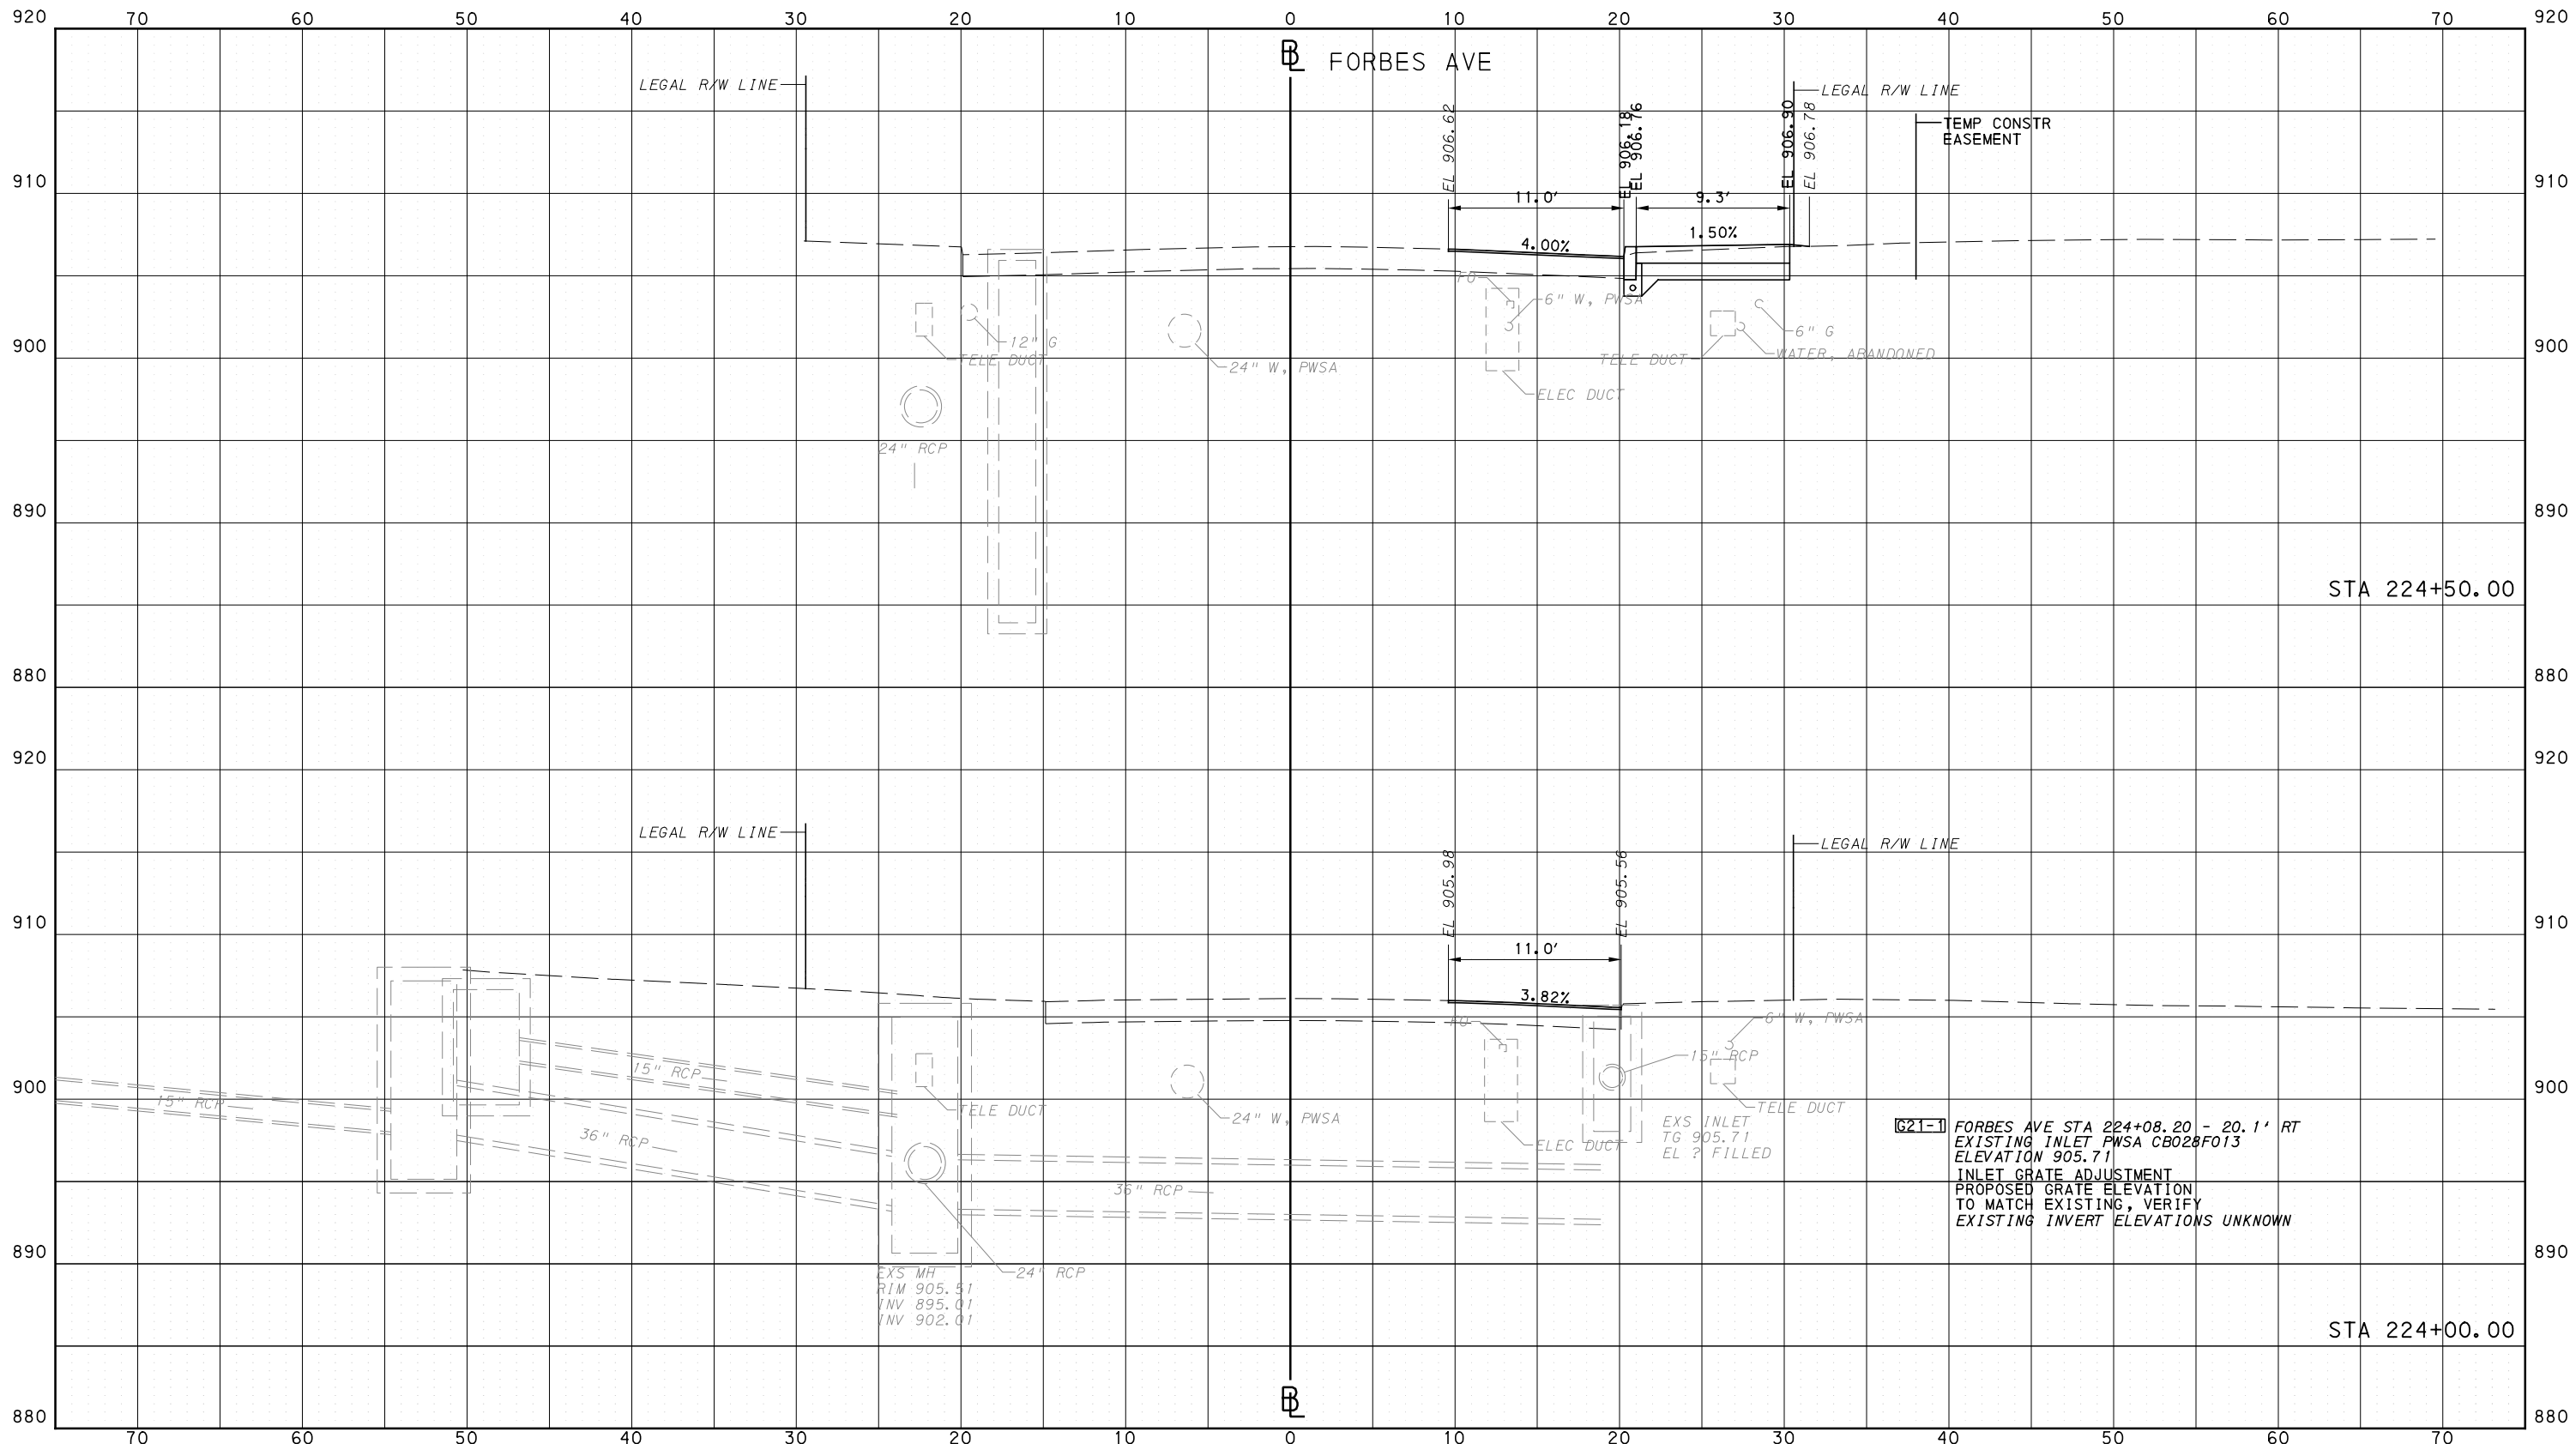 920 70 60 50 40 30 20 10 0 10 20 30 40 50 60 70 920
BL FORBES AVE
LEGAL R/W LINE
LEGAL R/W LINE
EL 906.62
EL 906.18
EL 906.76
EL 906.90
EL 906.78
TEMP CONSTR
EASEMENT
910 910
11.0'
9.3'
4.00%
1.50%
FO
6" W, PWSA
12" G
TELE DUCT
24" W, PWSA
6" G
WATER, ABANDONED
TELE DUCT
ELEC DUCT
900 900
24" RCP
890 890
STA 224+50.00
880 880
920 920
LEGAL R/W LINE
LEGAL R/W LINE
EL 905.98
EL 905.56
910 910
11.0'
3.82%
FO
6" W, PWSA
15" RCP
15" RCP
15" RCP
900 900
TELE DUCT
24" W, PWSA
TELE DUCT
36" RCP
ELEC DUCT
EXS INLET
TG 905.71
EL ? FILLED
36" RCP
G21-1 FORBES AVE STA 224+08.20 - 20.1' RT
EXISTING INLET PWSA CB028F013
ELEVATION 905.71
INLET GRATE ADJUSTMENT
PROPOSED GRATE ELEVATION
TO MATCH EXISTING, VERIFY
EXISTING INVERT ELEVATIONS UNKNOWN
890 890
24" RCP
EXS MH
RIM 905.51
INV 895.01
INV 902.01
STA 224+00.00
BL
880 880
70 60 50 40 30 20 10 0 10 20 30 40 50 60 70